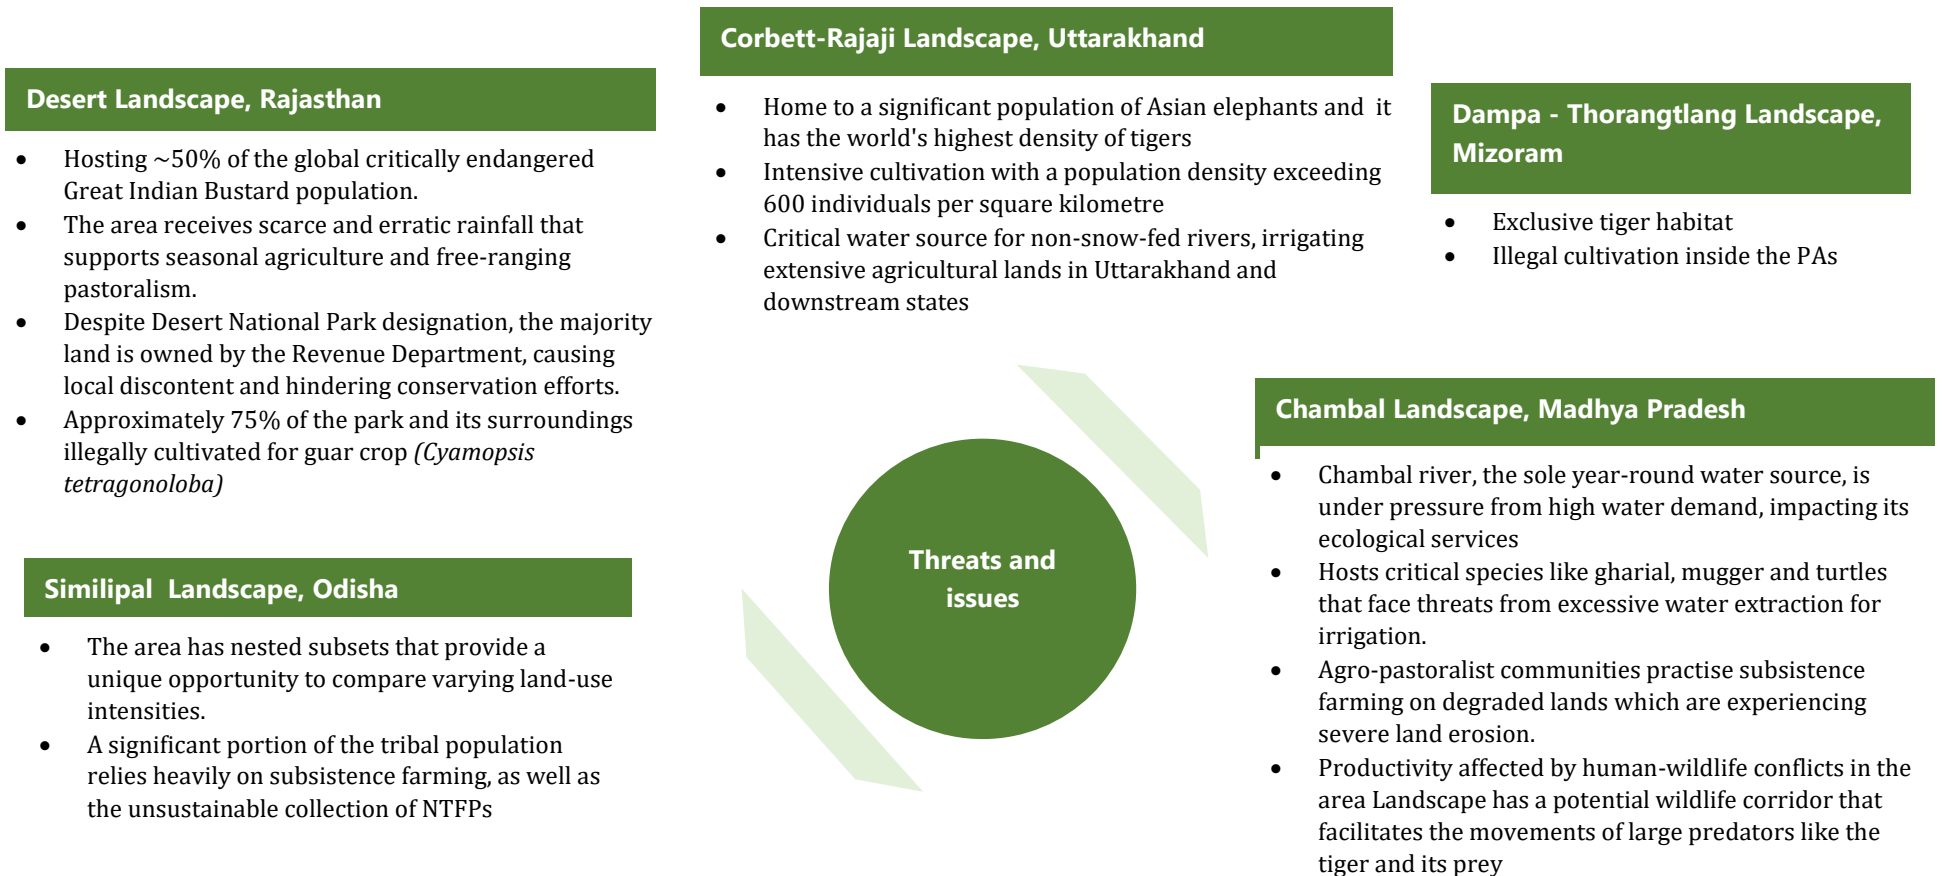 Corbett-Rajaji Landscape, Uttarakhand
• Home to a significant population of Asian elephants and  it
has the world's highest density of tigers
• Intensive cultivation with a population density exceeding
600 individuals per square kilometre
• Critical water source for non-snow-fed rivers, irrigating
extensive agricultural lands in Uttarakhand and
downstream states
Desert Landscape, Rajasthan
• Hosting ~50% of the global critically endangered
Great Indian Bustard population.
• The area receives scarce and erratic rainfall that
supports seasonal agriculture and free-ranging
pastoralism.
• Despite Desert National Park designation, the majority
land is owned by the Revenue Department, causing
local discontent and hindering conservation efforts.
• Approximately 75% of the park and its surroundings
illegally cultivated for guar crop (Cyamopsis
tetragonoloba)
Dampa - Thorangtlang Landscape,
Mizoram
• Exclusive tiger habitat
• Illegal cultivation inside the PAs
Threats and
issues
Similipal  Landscape, Odisha
• The area has nested subsets that provide a
unique opportunity to compare varying land-use
intensities.
• A significant portion of the tribal population
relies heavily on subsistence farming, as well as
the unsustainable collection of NTFPs
Chambal Landscape, Madhya Pradesh
• Chambal river, the sole year-round water source, is
under pressure from high water demand, impacting its
ecological services
• Hosts critical species like gharial, mugger and turtles
that face threats from excessive water extraction for
irrigation.
• Agro-pastoralist communities practise subsistence
farming on degraded lands which are experiencing
severe land erosion.
• Productivity affected by human-wildlife conflicts in the
area Landscape has a potential wildlife corridor that
facilitates the movements of large predators like the
tiger and its prey